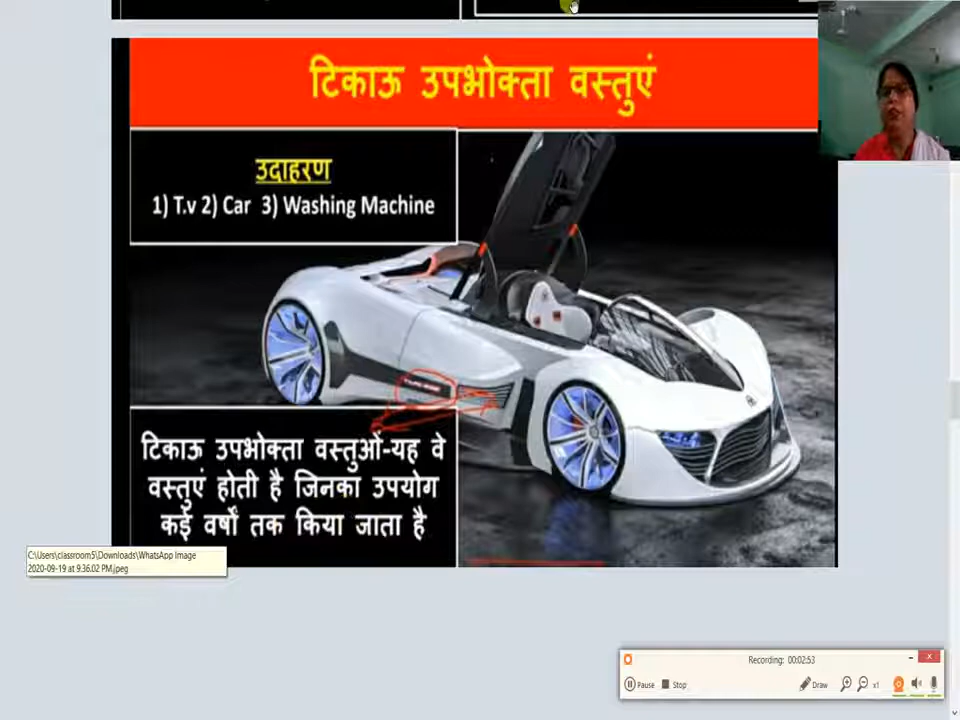 टिकाऊ उपभोक्ता वस्तुएं
उदाहरण
1) T.v 2) Car 3) Washing Machine
टिकाऊ उपभोक्ता वस्तुओं-यह वे
वस्तुएं होती है जिनका उपयोग
कई वर्षों तक किया जाता है
C:\Users\classroom5\Downloads\WhatsApp Image
2020-09-19 at 9.36.02 PM.jpeg
Recording: 00:02:53
Pause Stop Draw x1